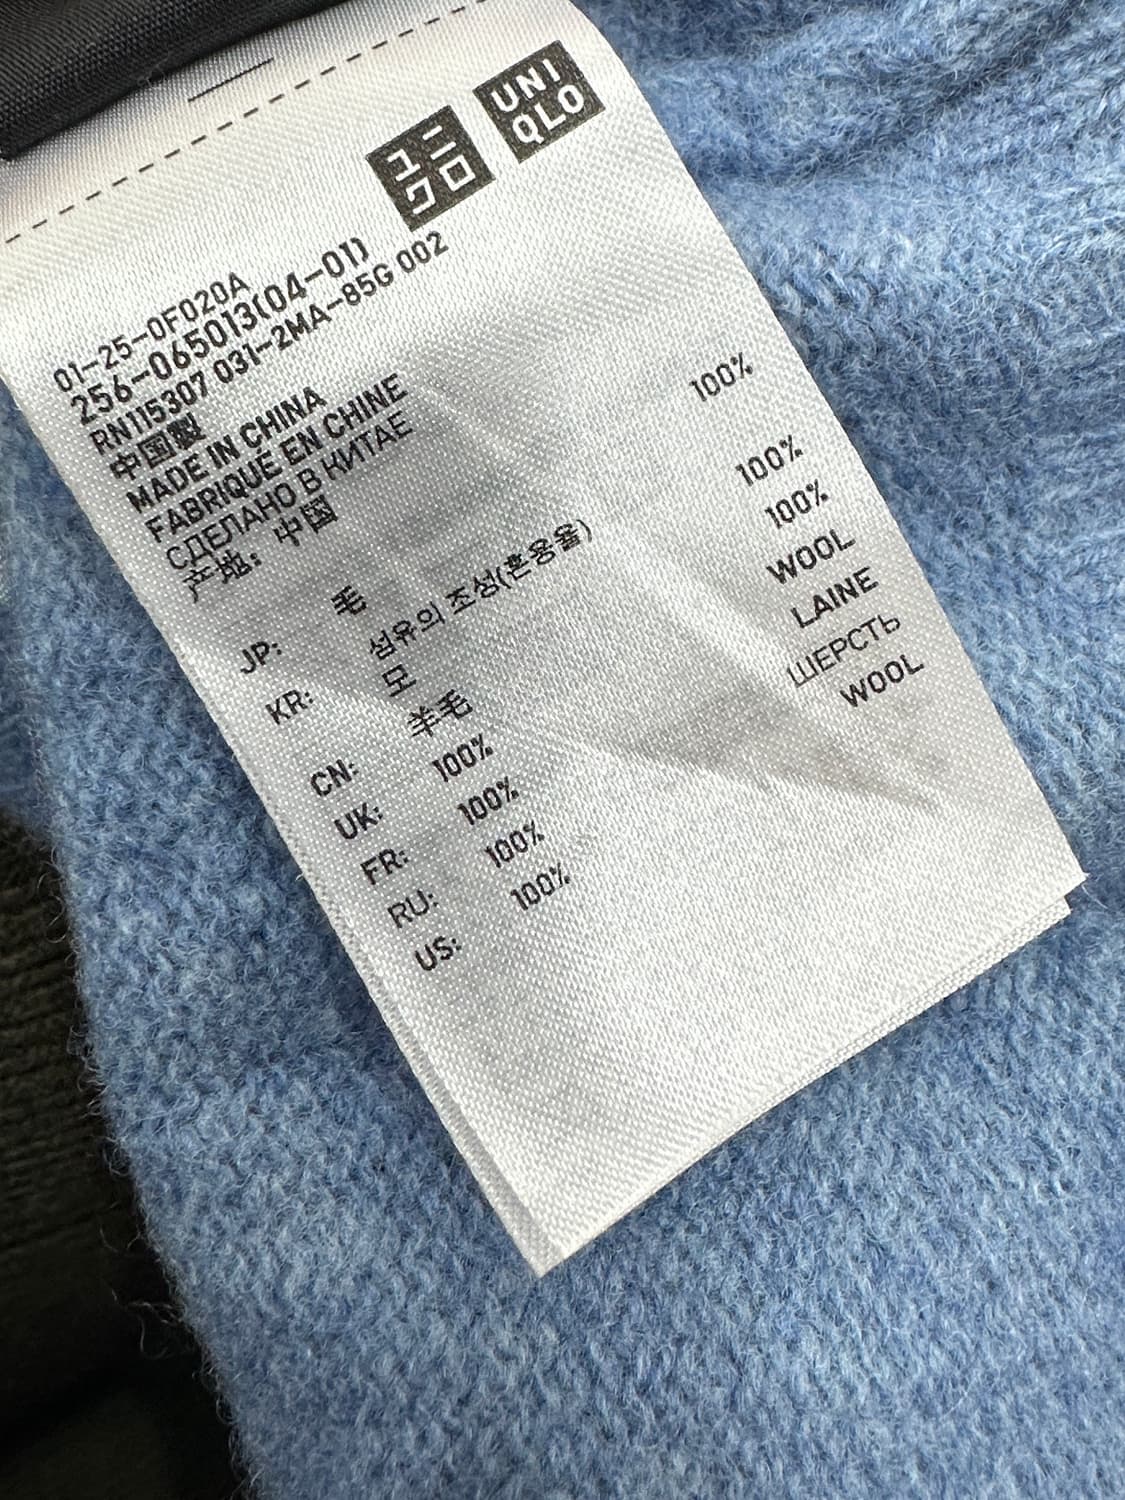 ユニ
クロ
UNI
QLO
01-25-0F020A
256-065013(04-01)
RN115307 031-2MA-85G 002
中国製
MADE IN CHINA
FABRIQUÉ EN CHINE
СДЕЛАНО В КИТАЕ
产地: 中国
JP: 毛 100%
KR: 섬유의 조성(혼용율)
모 100%
CN: 羊毛 100%
UK: 100% WOOL
FR: 100% LAINE
RU: 100% ШЕРСТЬ
US: 100% WOOL